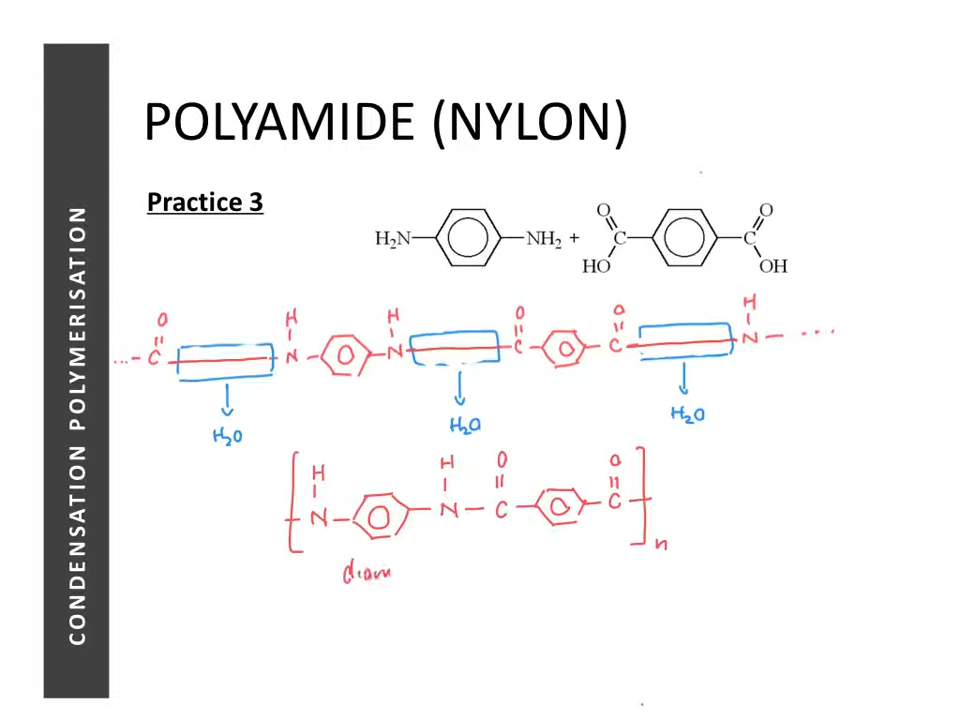 CONDENSATION POLYMERISATION
POLYAMIDE (NYLON)
Practice 3
O O
H₂N NH₂ + C C
HO OH
H
O H H O O
...- C N N C C N - ...
H₂O H₂O H₂O
H H O O
N N C C
n
diam